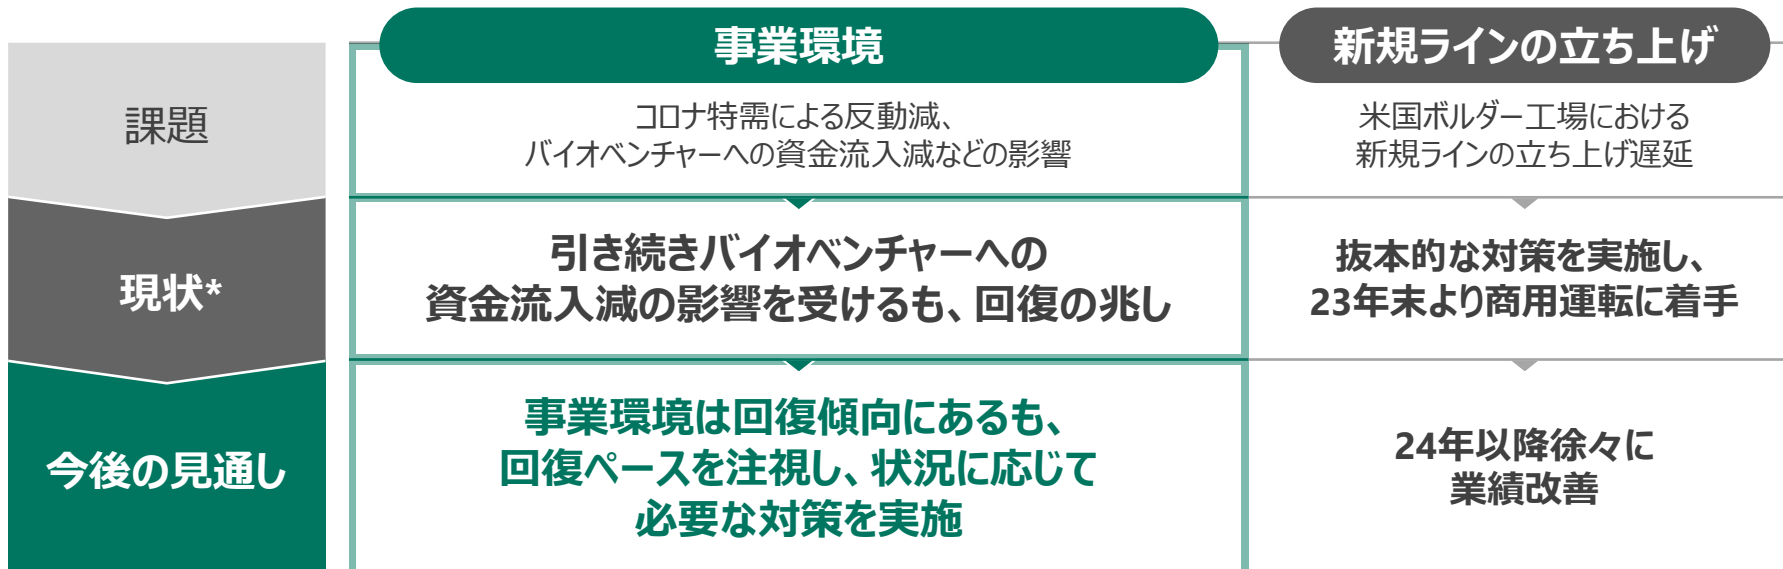 事業環境
新規ラインの立ち上げ
課題
コロナ特需による反動減、
バイオベンチャーへの資金流入減などの影響
米国ボルダー工場における
新規ラインの立ち上げ遅延
現状*
引き続きバイオベンチャーへの
資金流入減の影響を受けるも、回復の兆し
抜本的な対策を実施し、
23年末より商用運転に着手
今後の見通し
事業環境は回復傾向にあるも、
回復ペースを注視し、状況に応じて
必要な対策を実施
24年以降徐々に
業績改善